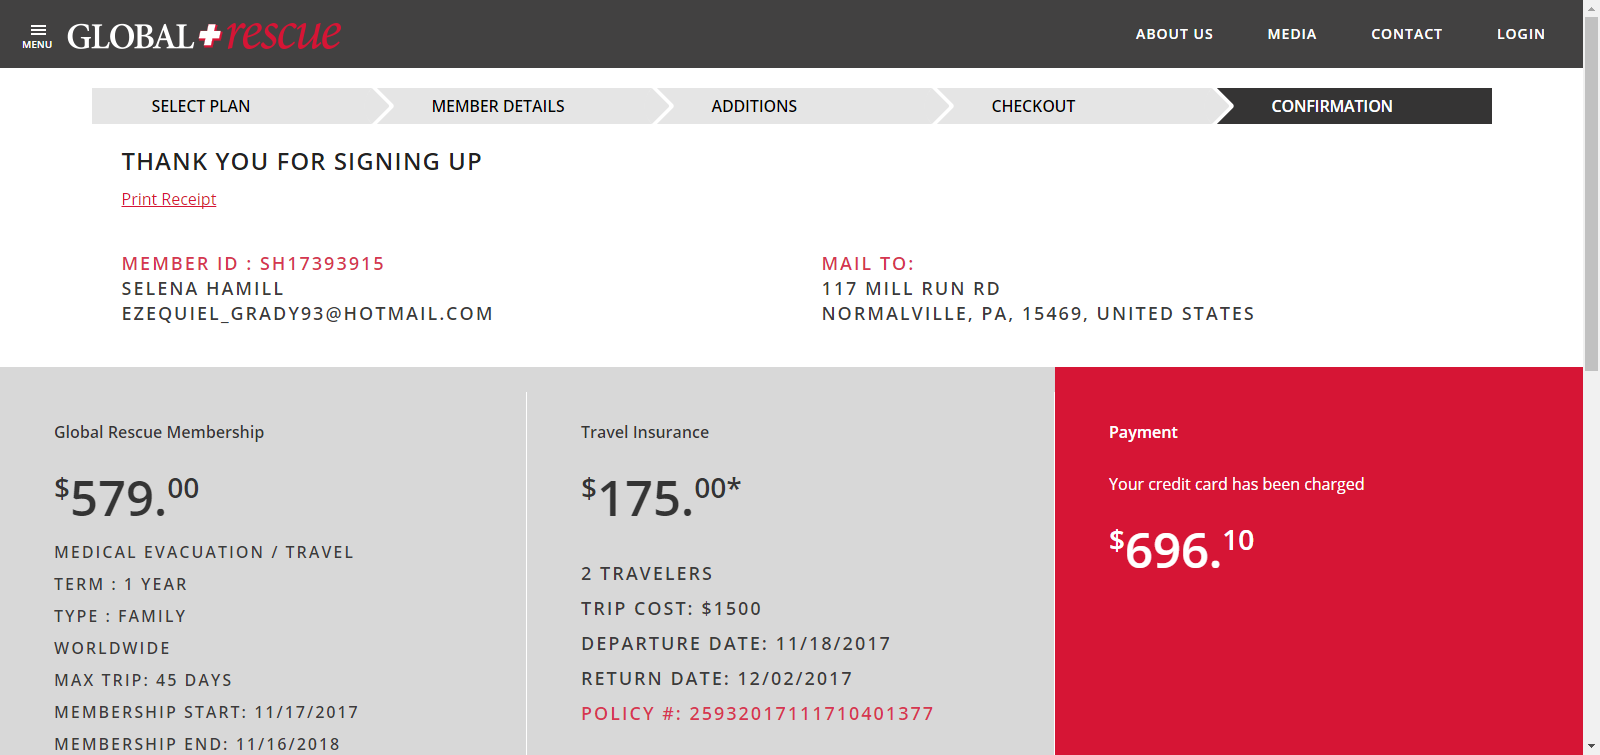 MENU
GLOBAL rescue
ABOUT US
MEDIA
CONTACT
LOGIN
SELECT PLAN
MEMBER DETAILS
ADDITIONS
CHECKOUT
CONFIRMATION
THANK YOU FOR SIGNING UP
Print Receipt
MEMBER ID : SH17393915
SELENA HAMILL
EZEQUIEL_GRADY93@HOTMAIL.COM
MAIL TO:
117 MILL RUN RD
NORMALVILLE, PA, 15469, UNITED STATES
Global Rescue Membership
$579.00
MEDICAL EVACUATION / TRAVEL
TERM : 1 YEAR
TYPE : FAMILY
WORLDWIDE
MAX TRIP: 45 DAYS
MEMBERSHIP START: 11/17/2017
MEMBERSHIP END: 11/16/2018
Travel Insurance
$175.00*
2 TRAVELERS
TRIP COST: $1500
DEPARTURE DATE: 11/18/2017
RETURN DATE: 12/02/2017
POLICY #: 25932017111710401377
Payment
Your credit card has been charged
$696.10